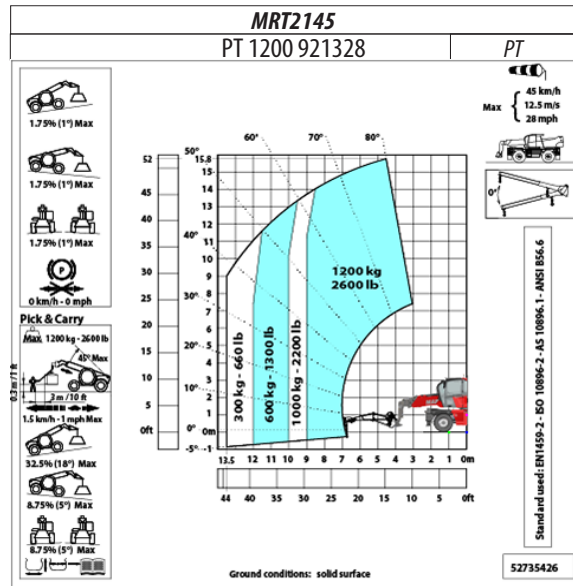 MRT2145
PT 1200 921328
PT
1.75% (1°) Max
1.75% (1°) Max
1.75% (1°) Max
P
0 km/h - 0 mph
Pick & Carry
Max
1200 kg - 2600 lb
45° Max
0.3 m / 1 ft
3 m / 10 ft
1.5 km/h - 1 mph Max
32.5% (18°) Max
8.75% (5°) Max
8.75% (5°) Max
52
45
40
35
30
25
20
15
10
5
0ft
15,8
15
14
13
12
11
10
9
8
7
6
5
4
3
2
1
0m
-1
50°
60°
70°
80°
40°
30°
20°
10°
0°
-5°
300 kg - 660 lb
600 kg - 1300 lb
1000 kg - 2200 lb
1200 kg
2600 lb
13.5
12
11
10
9
8
7
6
5
4
3
2
1
0m
44
40
35
30
25
20
15
10
5
0ft
Ground conditions: solid surface
Max
45 km/h
12.5 m/s
28 mph
0°
Standard used: EN1459-2 - ISO 10896-2 - AS 10896.1 - ANSI B56.6
52735426